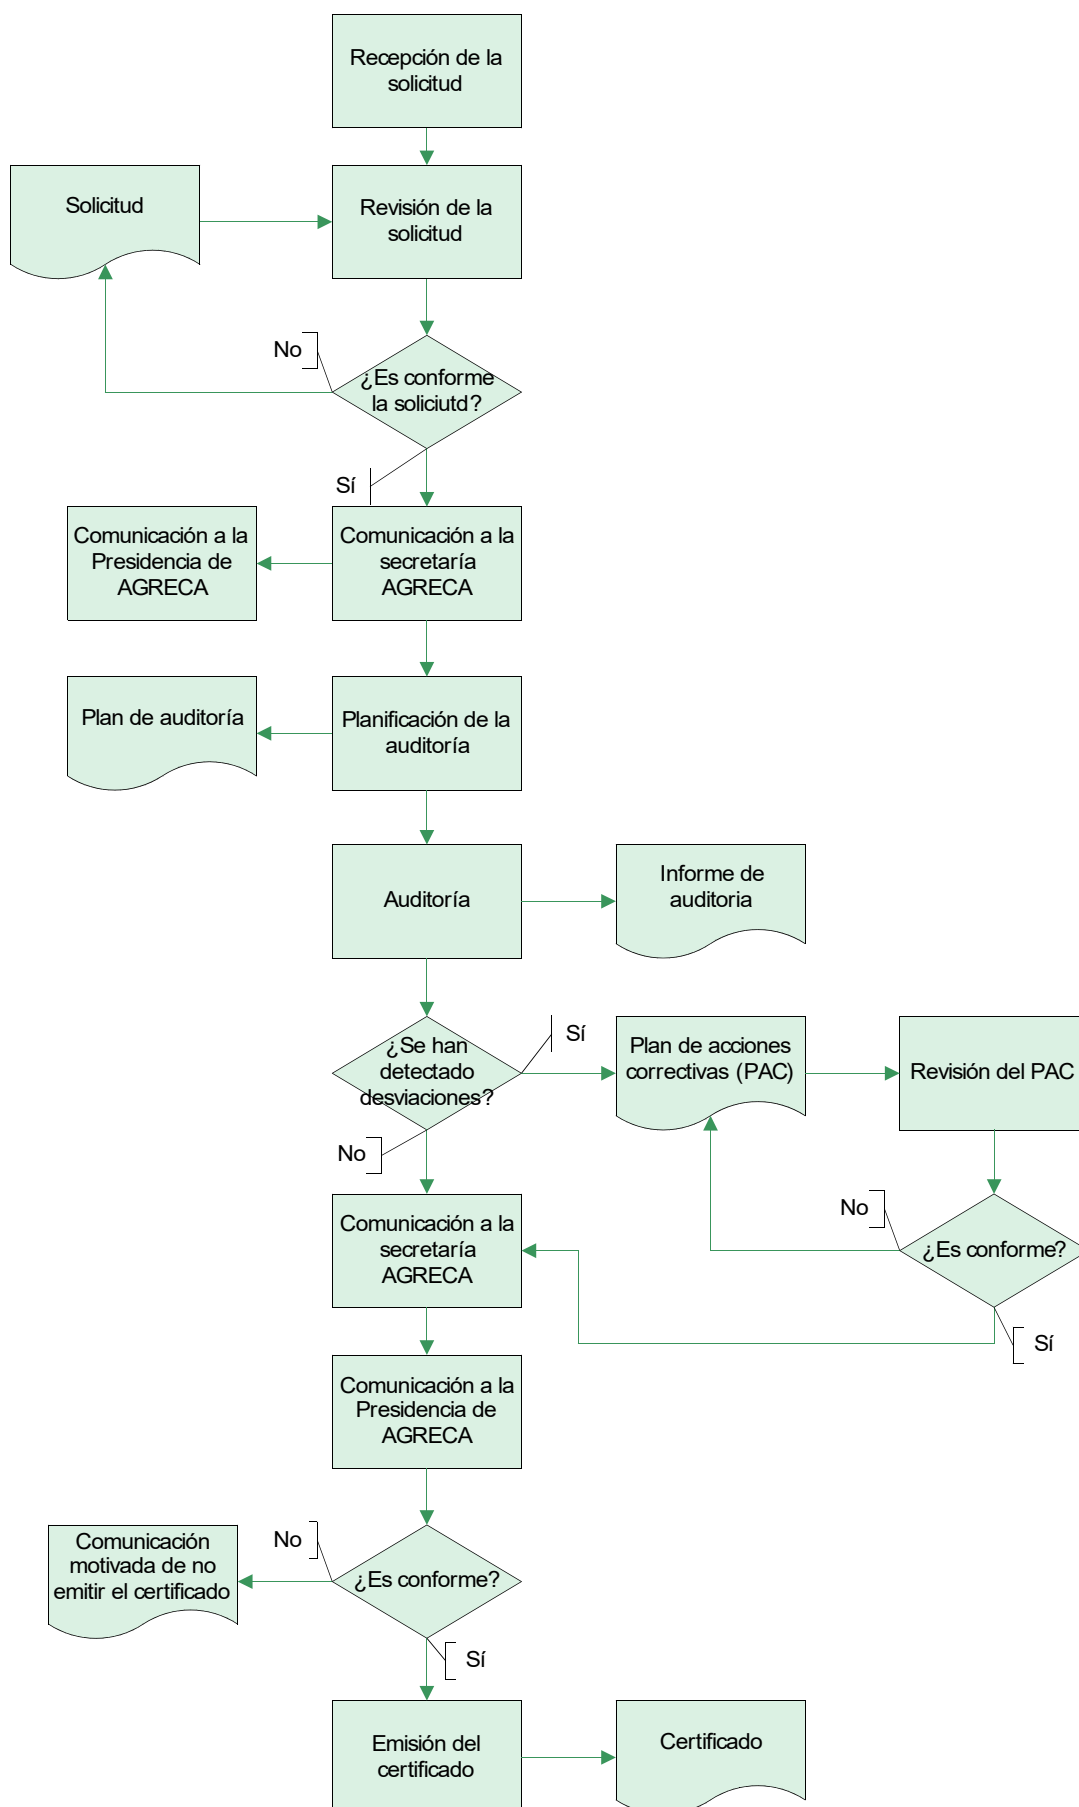 Recepción de la
solicitud
Solicitud
Revisión de la
solicitud
No
¿Es conforme
la soliciutd?
Sí
Comunicación a la
Presidencia de
AGRECA
Comunicación a la
secretaría
AGRECA
Plan de auditoría
Planificación de la
auditoría
Auditoría
Informe de
auditoria
¿Se han
detectado
desviaciones?
Sí
Plan de acciones
correctivas (PAC)
Revisión del PAC
No
Comunicación a la
secretaría
AGRECA
No
¿Es conforme?
Sí
Comunicación a la
Presidencia de
AGRECA
Comunicación
motivada de no
emitir el certificado
No
¿Es conforme?
Sí
Emisión del
certificado
Certificado